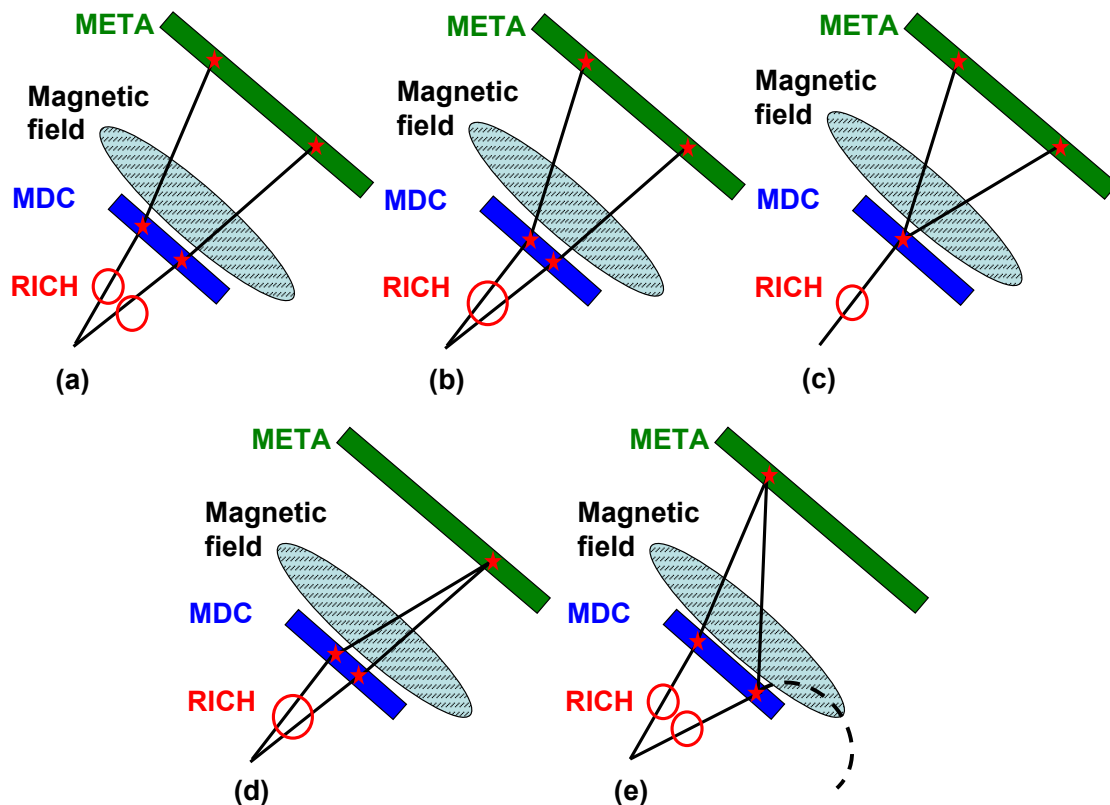 META
Magnetic
field
MDC
RICH
(a)
META
Magnetic
field
MDC
RICH
(b)
META
Magnetic
field
MDC
RICH
(c)
META
Magnetic
field
MDC
RICH
(d)
META
Magnetic
field
MDC
RICH
(e)